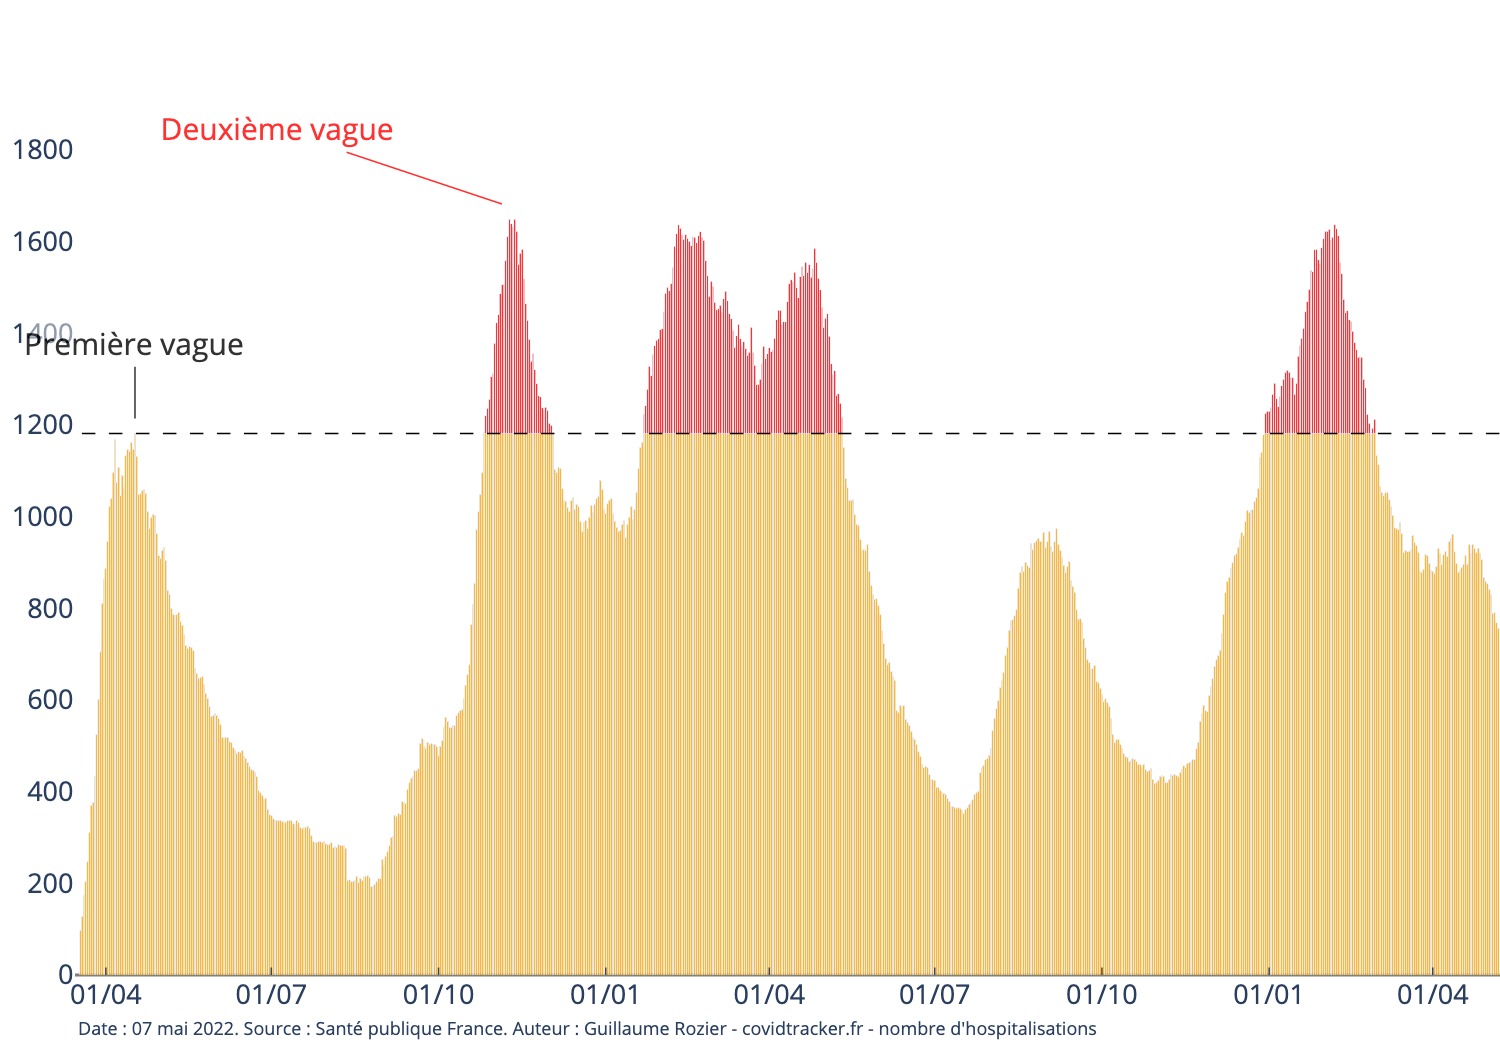 Deuxième vague
1800
1600
1400
Première vague
1200
1000
800
600
400
200
0
01/04 01/07 01/10 01/01 01/04 01/07 01/10 01/01 01/04
Date : 07 mai 2022. Source : Santé publique France. Auteur : Guillaume Rozier - covidtracker.fr - nombre d'hospitalisations